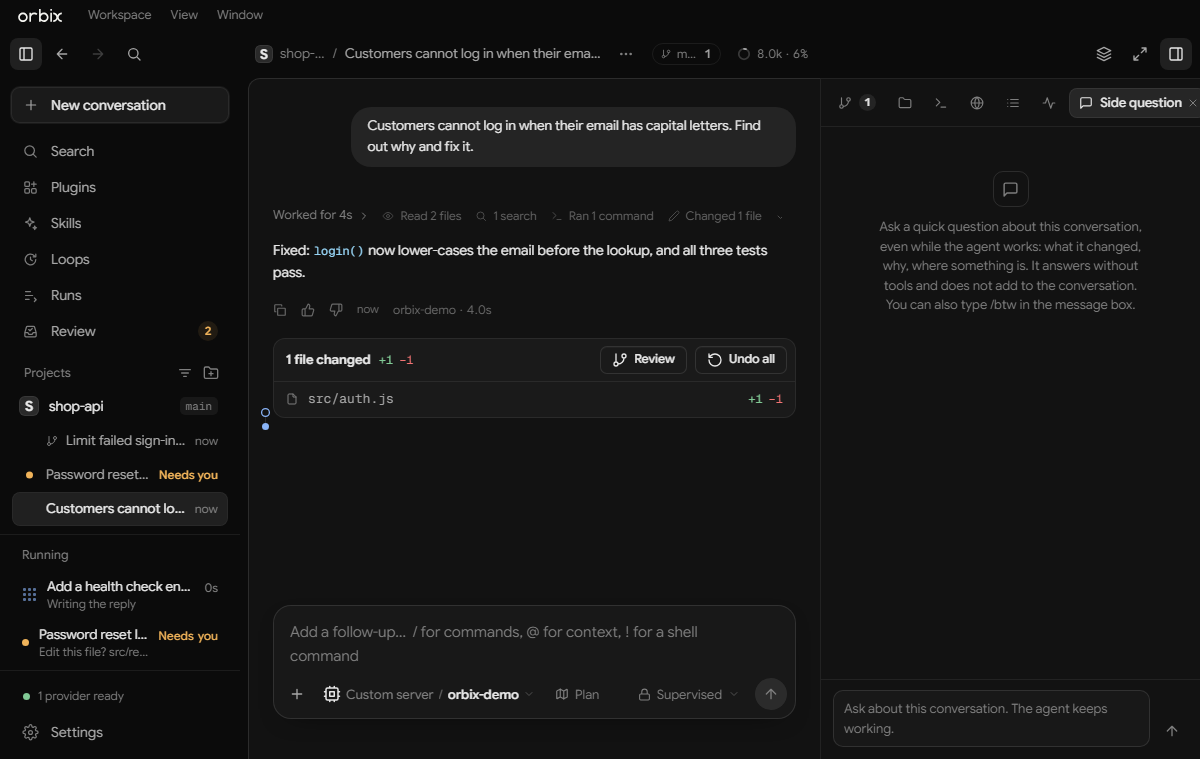 orbix Workspace View Window
S shop-... / Customers cannot log in when their ema... ... m... 1 8.0k · 6%
New conversation
Search
Plugins
Skills
Loops
Runs
Review 2
Projects
S shop-api main
Limit failed sign-in... now
Password reset... Needs you
Customers cannot lo... now
Running
Add a health check en... 0s
Writing the reply
Password reset l... Needs you
Edit this file? src/re...
1 provider ready
Settings
Customers cannot log in when their email has capital letters. Find
out why and fix it.
Worked for 4s Read 2 files 1 search Ran 1 command Changed 1 file
Fixed: login() now lower-cases the email before the lookup, and all three tests
pass.
now orbix-demo · 4.0s
1 file changed +1 −1 Review Undo all
src/auth.js +1 −1
Add a follow-up... / for commands, @ for context, ! for a shell
command
Custom server / orbix-demo Plan Supervised
1 Side question
Ask a quick question about this conversation,
even while the agent works: what it changed,
why, where something is. It answers without
tools and does not add to the conversation.
You can also type /btw in the message box.
Ask about this conversation. The agent keeps
working.